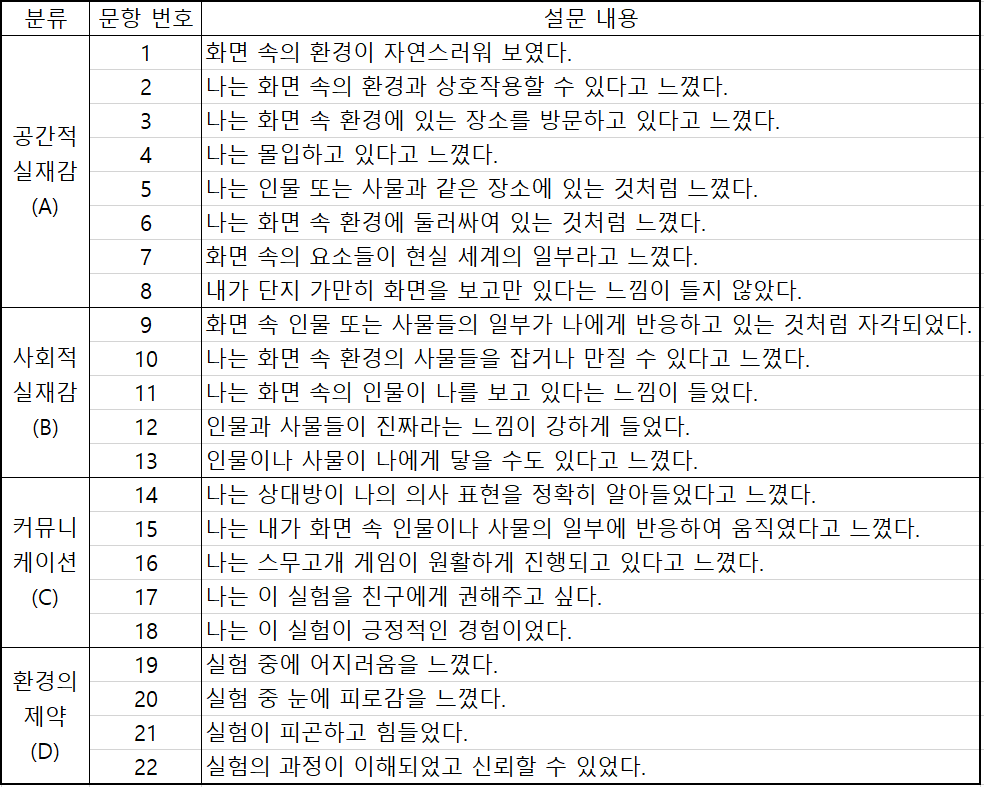 분류 문항 번호 설문 내용
공간적
실재감
(A)
1 화면 속의 환경이 자연스러워 보였다.
2 나는 화면 속의 환경과 상호작용할 수 있다고 느꼈다.
3 나는 화면 속 환경에 있는 장소를 방문하고 있다고 느꼈다.
4 나는 몰입하고 있다고 느꼈다.
5 나는 인물 또는 사물과 같은 장소에 있는 것처럼 느꼈다.
6 나는 화면 속 환경에 둘러싸여 있는 것처럼 느꼈다.
7 화면 속의 요소들이 현실 세계의 일부라고 느꼈다.
8 내가 단지 가만히 화면을 보고만 있다는 느낌이 들지 않았다.
사회적
실재감
(B)
9 화면 속 인물 또는 사물들의 일부가 나에게 반응하고 있는 것처럼 자각되었다.
10 나는 화면 속 환경의 사물들을 잡거나 만질 수 있다고 느꼈다.
11 나는 화면 속의 인물이 나를 보고 있다는 느낌이 들었다.
12 인물과 사물들이 진짜라는 느낌이 강하게 들었다.
13 인물이나 사물이 나에게 닿을 수도 있다고 느꼈다.
커뮤니
케이션
(C)
14 나는 상대방이 나의 의사 표현을 정확히 알아들었다고 느꼈다.
15 나는 내가 화면 속 인물이나 사물의 일부에 반응하여 움직였다고 느꼈다.
16 나는 스무고개 게임이 원활하게 진행되고 있다고 느꼈다.
17 나는 이 실험을 친구에게 권해주고 싶다.
18 나는 이 실험이 긍정적인 경험이었다.
환경의
제약
(D)
19 실험 중에 어지러움을 느꼈다.
20 실험 중 눈에 피로감을 느꼈다.
21 실험이 피곤하고 힘들었다.
22 실험의 과정이 이해되었고 신뢰할 수 있었다.